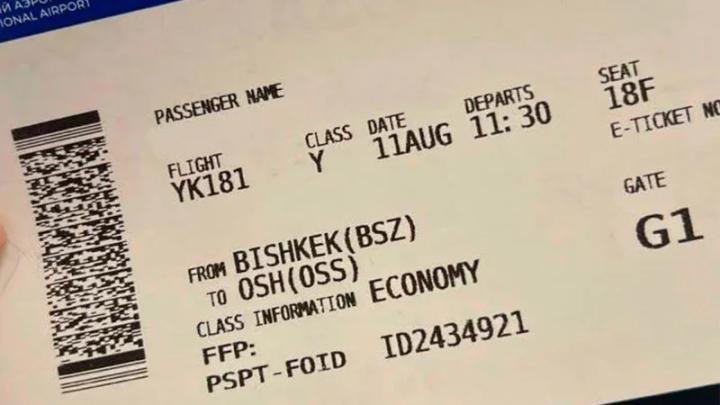 IONAL AIRPORT
PASSENGER NAME
FLIGHT CLASS DATE DEPARTS SEAT
YK181 Y 11AUG 11:30 18F
E-TICKET NO
GATE
G1
FROM BISHKEK(BSZ)
TO OSH(OSS)
CLASS INFORMATION ECONOMY
FFP:
PSPT-FOID ID2434921